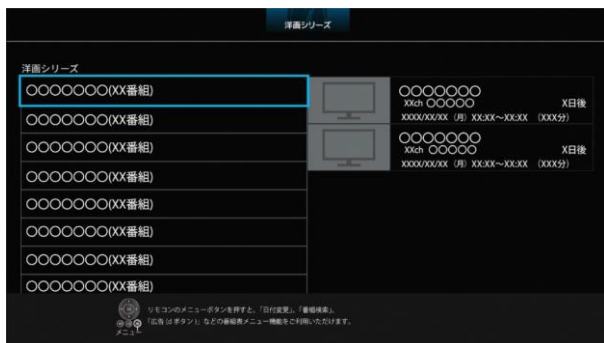 洋画シリーズ
洋画シリーズ
○○○○○○○(XX番組)
○○○○○○○(XX番組)
○○○○○○○(XX番組)
○○○○○○○(XX番組)
○○○○○○○(XX番組)
○○○○○○○(XX番組)
○○○○○○○(XX番組)
○○○○○○○(XX番組)
○○○○○○○
XXch ○○○○○ X日後
XXXX/XX/XX (月) XX:XX～XX:XX (XXX分)
○○○○○○○
XXch ○○○○○ X日後
XXXX/XX/XX (月) XX:XX～XX:XX (XXX分)
リモコンのメニューボタンを押すと、「日付変更」、「番組検索」、
「広告 (d ボタン)」などの番組表メニュー機能をご利用いただけます。
メニュー